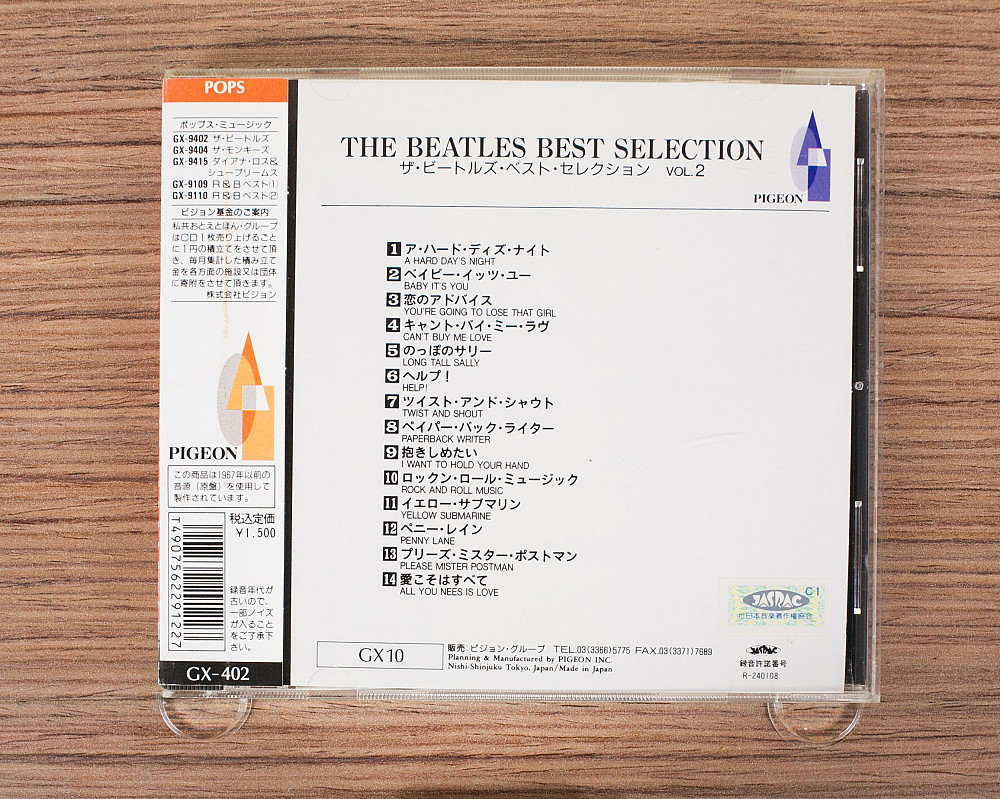 POPS
ポップス・ミュージック
GX-9402 ザ・ビートルズ
GX-9404 ザ・モンキーズ
GX-9415 ダイアナ・ロス&
シュープリームス
GX-9109 R&Bベスト(1)
GX-9110 R&Bベスト(2)
ピジョン基金のご案内
私共おとえとほん・グループ
はCD1枚売り上げるごと
に1円の積立てをさせて頂
き、毎月集計した積み立て
金を各方面の施設又は団体
に寄附をさせて頂きます。
株式会社ピジョン
PIGEON
この商品は1967年以前の
音源(原盤)を使用して
製作されています。
税込定価
¥1,500
T4907562291227
録音年代が
古いので、
一部ノイズ
が入ること
をご了承下
さい。
GX-402
THE BEATLES BEST SELECTION
ザ・ビートルズ・ベスト・セレクション VOL.2
PIGEON
1 ア・ハード・ディズ・ナイト
A HARD DAY'S NIGHT
2 ベイビー・イッツ・ユー
BABY IT'S YOU
3 恋のアドバイス
YOU'RE GOING TO LOSE THAT GIRL
4 キャント・バイ・ミー・ラヴ
CAN'T BUY ME LOVE
5 のっぽのサリー
LONG TALL SALLY
6 ヘルプ!
HELP!
7 ツイスト・アンド・シャウト
TWIST AND SHOUT
8 ペイパー・バック・ライター
PAPERBACK WRITER
9 抱きしめたい
I WANT TO HOLD YOUR HAND
10 ロックン・ロール・ミュージック
ROCK AND ROLL MUSIC
11 イエロー・サブマリン
YELLOW SUBMARINE
12 ペニー・レイン
PENNY LANE
13 プリーズ・ミスター・ポストマン
PLEASE MISTER POSTMAN
14 愛こそはすべて
ALL YOU NEES IS LOVE
C1
JASRAC
社団法人日本音楽著作権協会
GX10
販売:ピジョン・グループ TEL.03(3366)5775 FAX.03(3371)7689
Planning & Manufactured by PIGEON INC.
Nishi-Shinjuku Tokyo, Japan/Made in Japan
JASRAC
録音許諾番号
R-240108